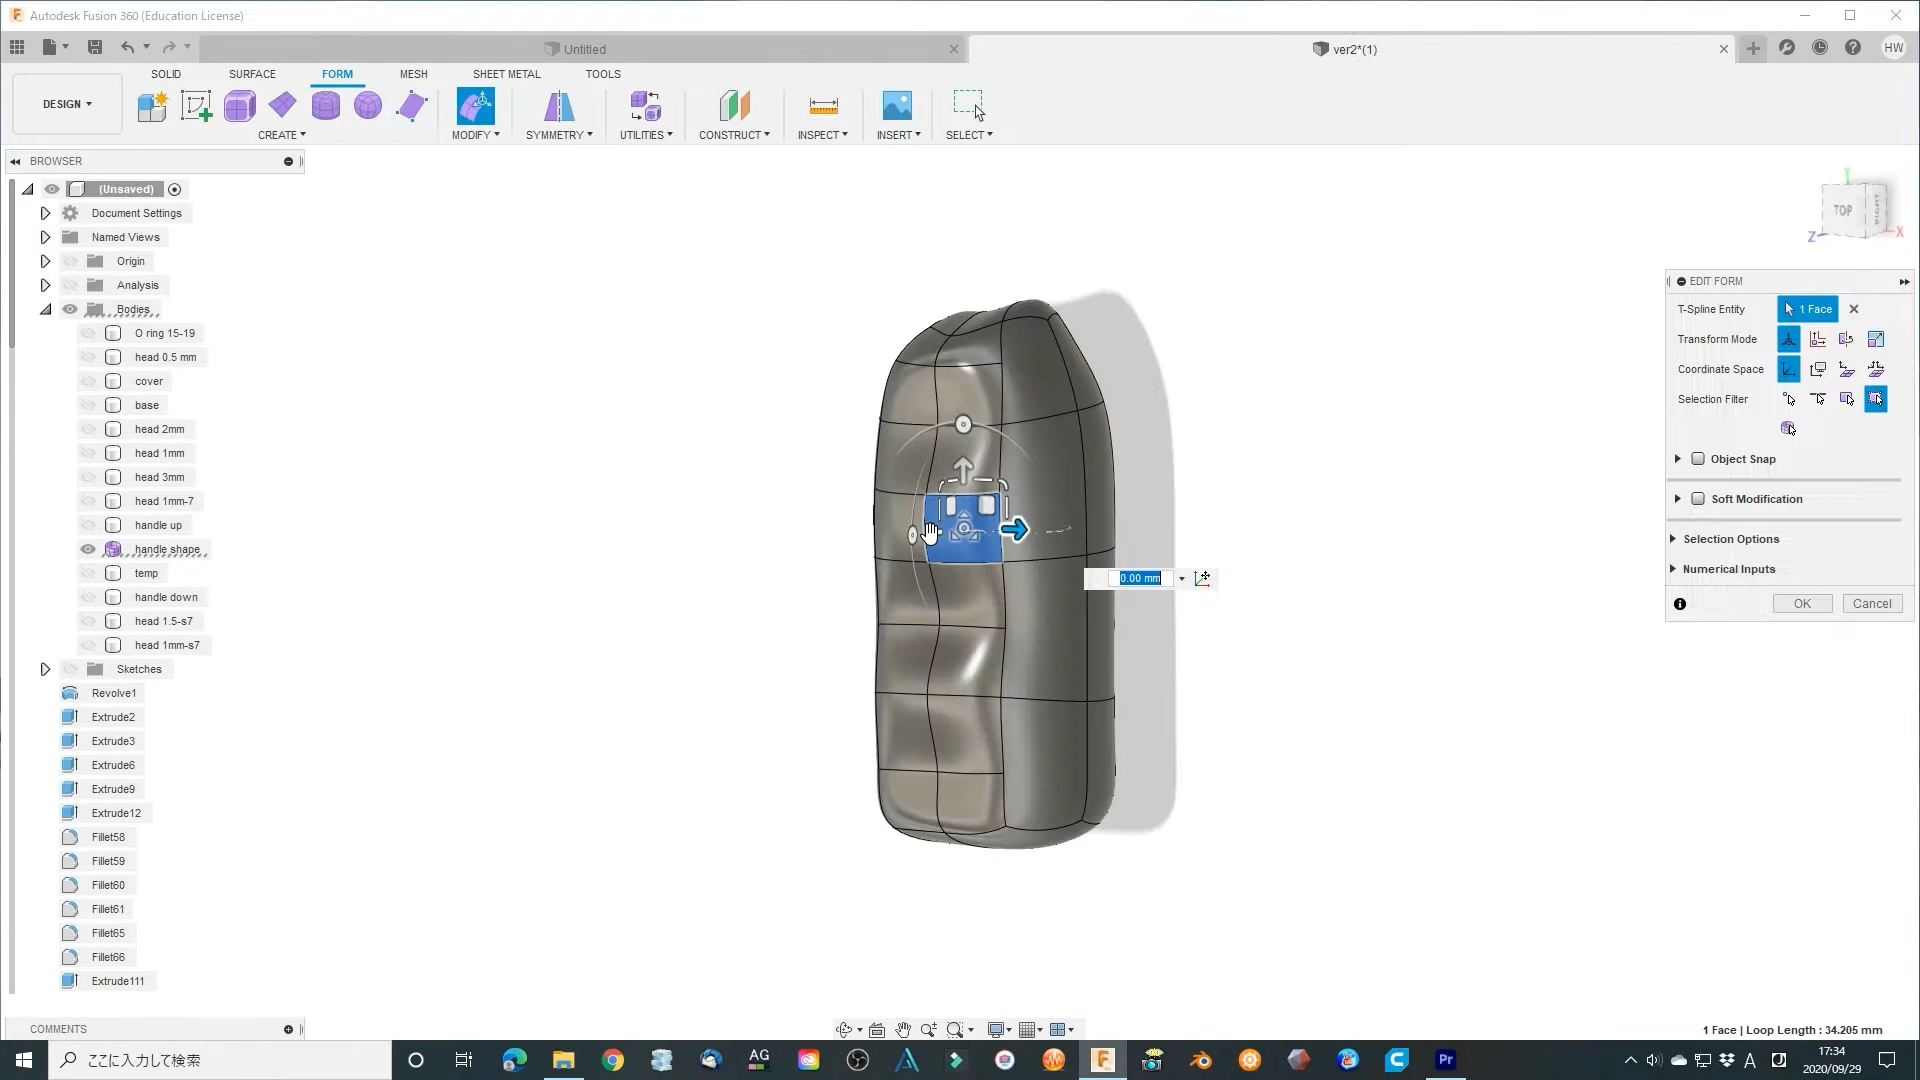 Autodesk Fusion 360 (Education License)
Untitled
ver2*(1)
HW
SOLID
SURFACE
FORM
MESH
SHEET METAL
TOOLS
DESIGN
CREATE
MODIFY
SYMMETRY
UTILITIES
CONSTRUCT
INSPECT
INSERT
SELECT
BROWSER
(Unsaved)
Document Settings
Named Views
Origin
Analysis
Bodies
O ring 15-19
head 0.5 mm
cover
base
head 2mm
head 1mm
head 3mm
head 1mm-7
handle up
handle shape
temp
handle down
head 1.5-s7
head 1mm-s7
Sketches
Revolve1
Extrude2
Extrude3
Extrude6
Extrude9
Extrude12
Fillet58
Fillet59
Fillet60
Fillet61
Fillet65
Fillet66
Extrude111
COMMENTS
0.00 mm
TOP
RIGHT
Z
X
EDIT FORM
T-Spline Entity
1 Face
Transform Mode
Coordinate Space
Selection Filter
Object Snap
Soft Modification
Selection Options
Numerical Inputs
OK
Cancel
1 Face | Loop Length : 34.205 mm
ここに入力して検索
AG
Pr
A
17:34
2020/09/29